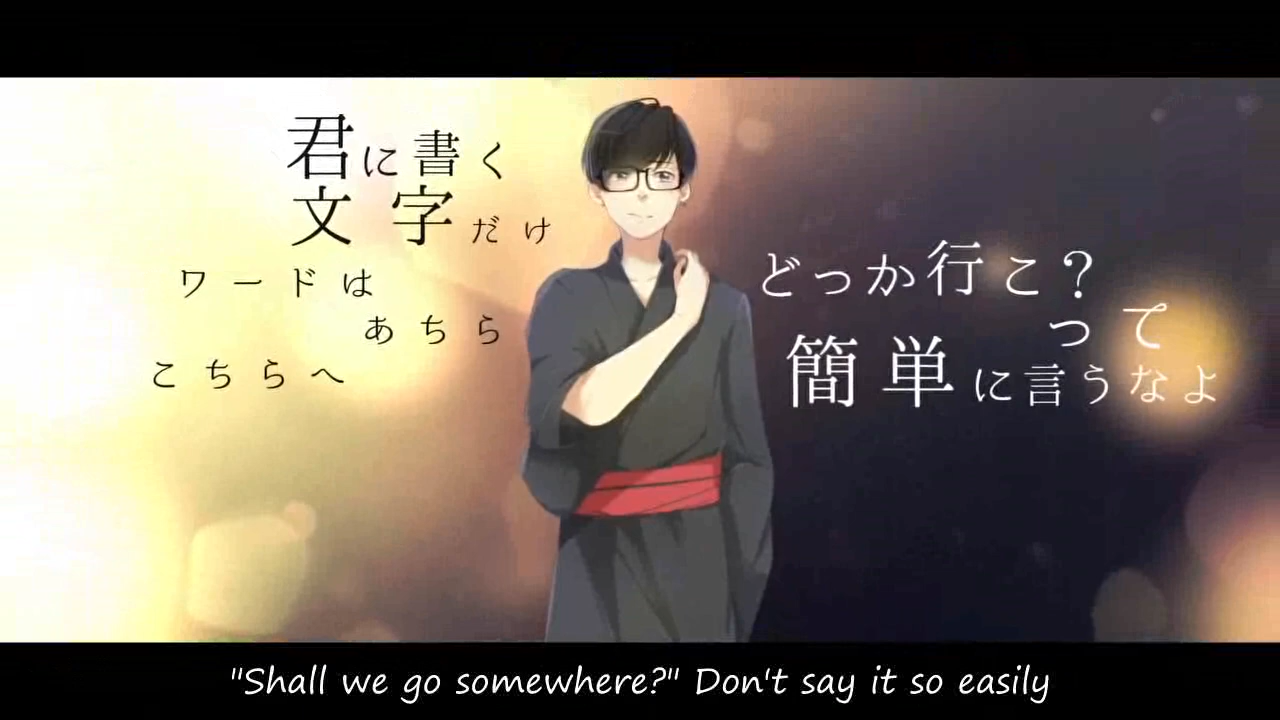 君に書く
文字だけ
ワードは
あちら
こちらへ
どっか行こ？
って
簡単に言うなよ
"Shall we go somewhere?" Don't say it so easily